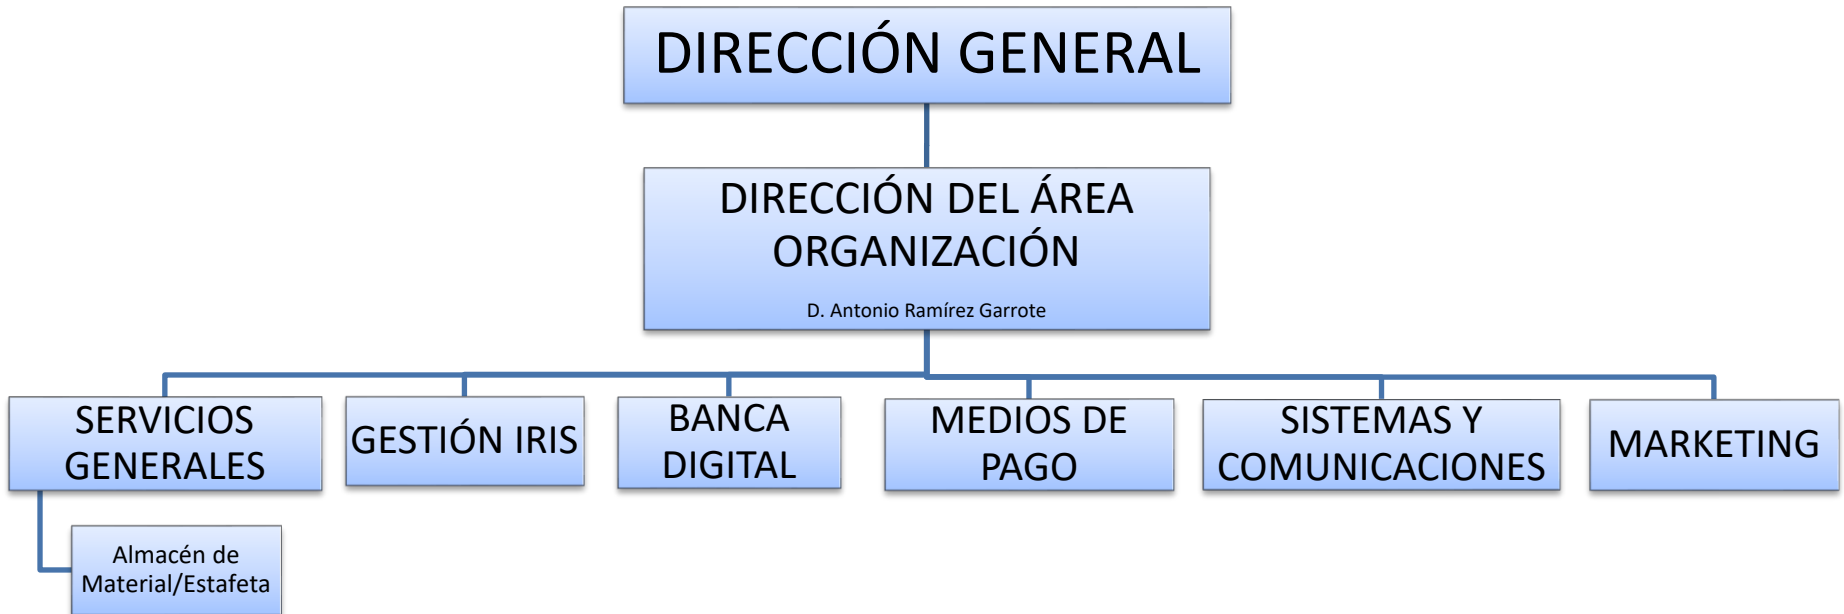 DIRECCIÓN GENERAL
DIRECCIÓN DEL ÁREA
ORGANIZACIÓN
D. Antonio Ramírez Garrote
SERVICIOS
GENERALES
GESTIÓN IRIS
BANCA
DIGITAL
MEDIOS DE
PAGO
SISTEMAS Y
COMUNICACIONES
MARKETING
Almacén de
Material/Estafeta